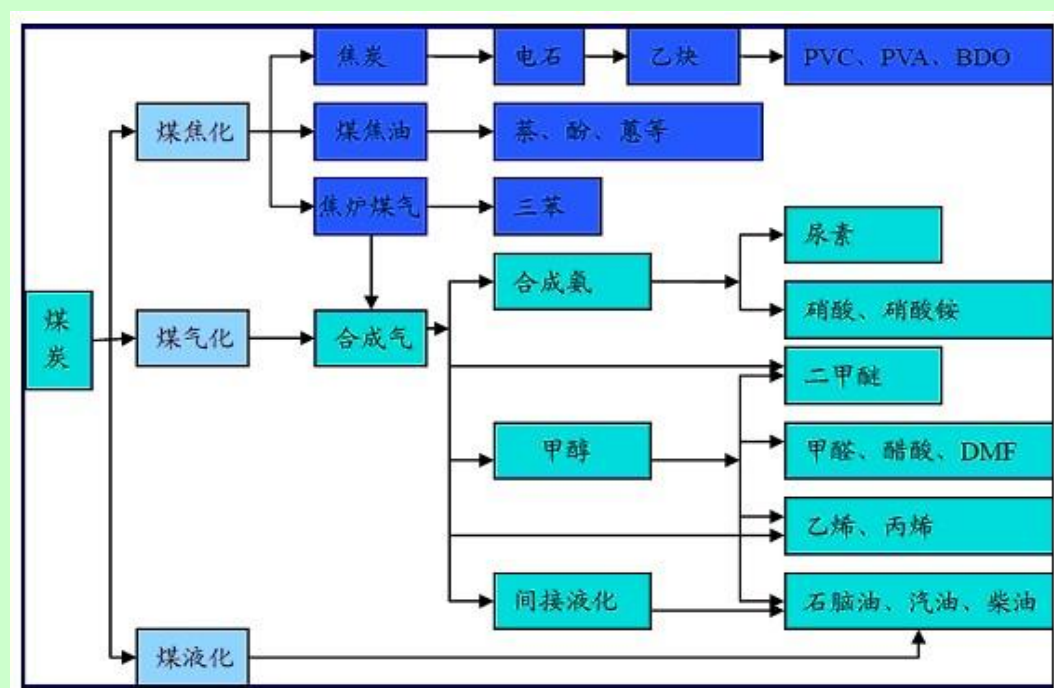 焦炭
电石
乙炔
PVC、PVA、BDO
煤焦化
煤焦油
萘、酚、蒽等
焦炉煤气
三苯
尿素
合成氨
硝酸、硝酸铵
煤
炭
煤气化
合成气
二甲醚
甲醇
甲醛、醋酸、DMF
乙烯、丙烯
间接液化
石脑油、汽油、柴油
煤液化